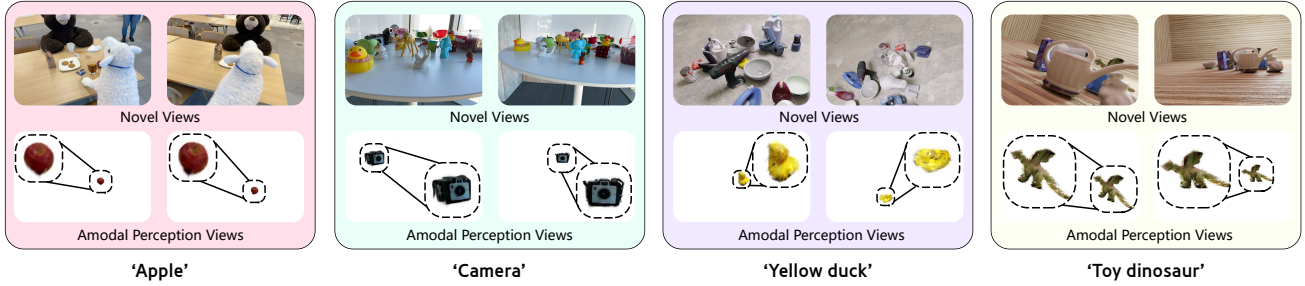 Novel Views
Novel Views
Novel Views
Novel Views
Amodal Perception Views
Amodal Perception Views
Amodal Perception Views
Amodal Perception Views
‘Apple’
‘Camera’
‘Yellow duck’
‘Toy dinosaur’